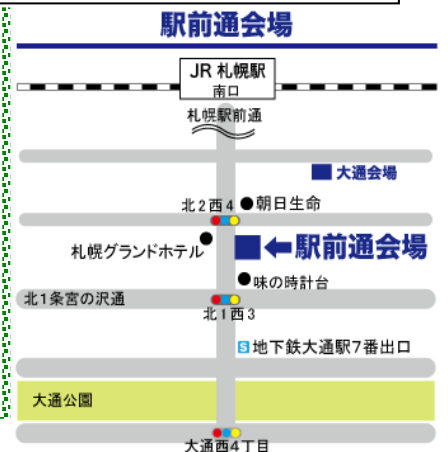 駅前通会場
JR 札幌駅
南口
札幌駅前通
大通会場
北2西4
朝日生命
札幌グランドホテル
←駅前通会場
味の時計台
北1条宮の沢通
北1西3
S 地下鉄大通駅7番出口
大通公園
大通西4丁目